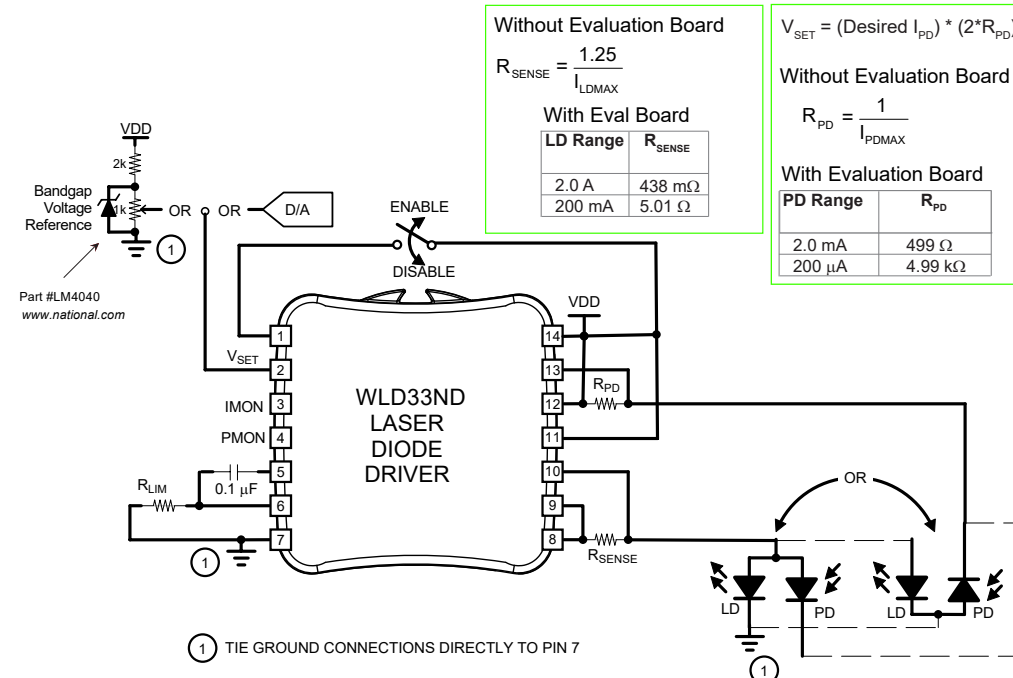 Without Evaluation Board
R_SENSE = 1.25 / I_LDMAX
With Eval Board
LD Range R_SENSE
2.0 A 438 mΩ
200 mA 5.01 Ω
V_SET = (Desired I_PD) * (2*R_PD)
Without Evaluation Board
R_PD = 1 / I_PDMAX
With Evaluation Board
PD Range R_PD
2.0 mA 499 Ω
200 μA 4.99 kΩ
VDD
2k
Bandgap
Voltage
Reference
1k
OR OR D/A
1
Part #LM4040
www.national.com
ENABLE
DISABLE
VDD
1
V_SET
2
IMON 3
PMON 4
5
0.1 μF
R_LIM
6
7
1
WLD33ND
LASER
DIODE
DRIVER
14
13
R_PD
12
11
10
9
8
R_SENSE
OR
LD PD LD PD
1
1 TIE GROUND CONNECTIONS DIRECTLY TO PIN 7